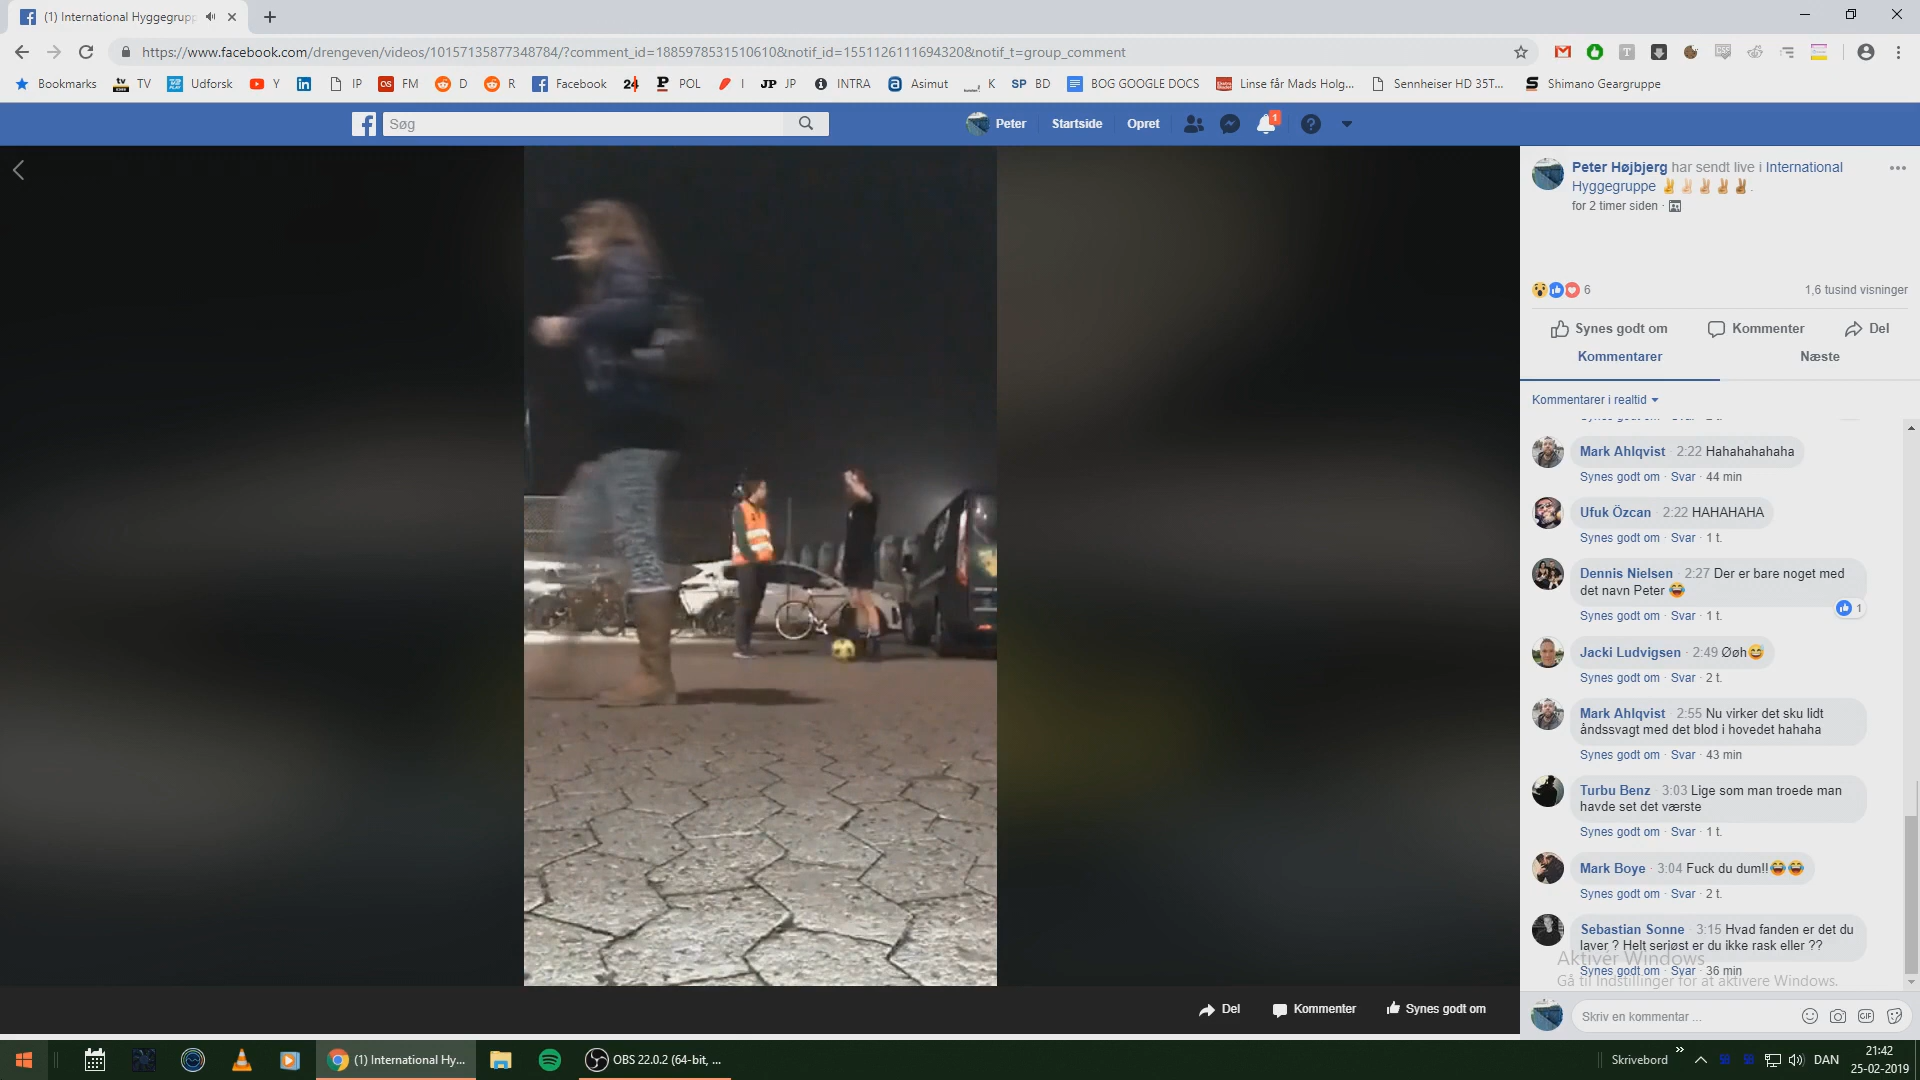 (1) International Hyggegrupp
https://www.facebook.com/drengeven/videos/10157135877348784/?comment_id=1885978531510610&notif_id=1551126111694320&notif_t=group_comment
Bookmarks TV Udforsk Y IP FM D R Facebook 24 POL I JP JP INTRA Asimut K SP BD BOG GOOGLE DOCS Linse får Mads Holg... Sennheiser HD 35T... Shimano Geargruppe
Søg Peter Startside Opret 1
Peter Højbjerg har sendt live i International
Hyggegruppe ✌️✌🏻✌🏼✌🏽✌🏾.
for 2 timer siden ·
6 1,6 tusind visninger
Synes godt om Kommenter Del
Kommentarer Næste
Kommentarer i realtid
Mark Ahlqvist · 2:22 Hahahahahaha
Synes godt om · Svar · 44 min
Ufuk Özcan · 2:22 HAHAHAHA
Synes godt om · Svar · 1 t.
Dennis Nielsen · 2:27 Der er bare noget med
det navn Peter 😂
1
Synes godt om · Svar · 1 t.
Jacki Ludvigsen · 2:49 Øøh😅
Synes godt om · Svar · 2 t.
Mark Ahlqvist · 2:55 Nu virker det sku lidt
åndssvagt med det blod i hovedet hahaha
Synes godt om · Svar · 43 min
Turbu Benz · 3:03 Lige som man troede man
havde set det værste
Synes godt om · Svar · 1 t.
Mark Boye · 3:04 Fuck du dum!!😂😂
Synes godt om · Svar · 2 t.
Sebastian Sonne · 3:15 Hvad fanden er det du
laver ? Helt seriøst er du ikke rask eller ??
Aktivér Windows
Synes godt om · Svar · 36 min
Gå til Indstillinger for at aktivere Windows.
Del Kommenter Synes godt om
Skriv en kommentar ... GIF
(1) International Hy... OBS 22.0.2 (64-bit, ... Skrivebord DAN 21:42
25-02-2019